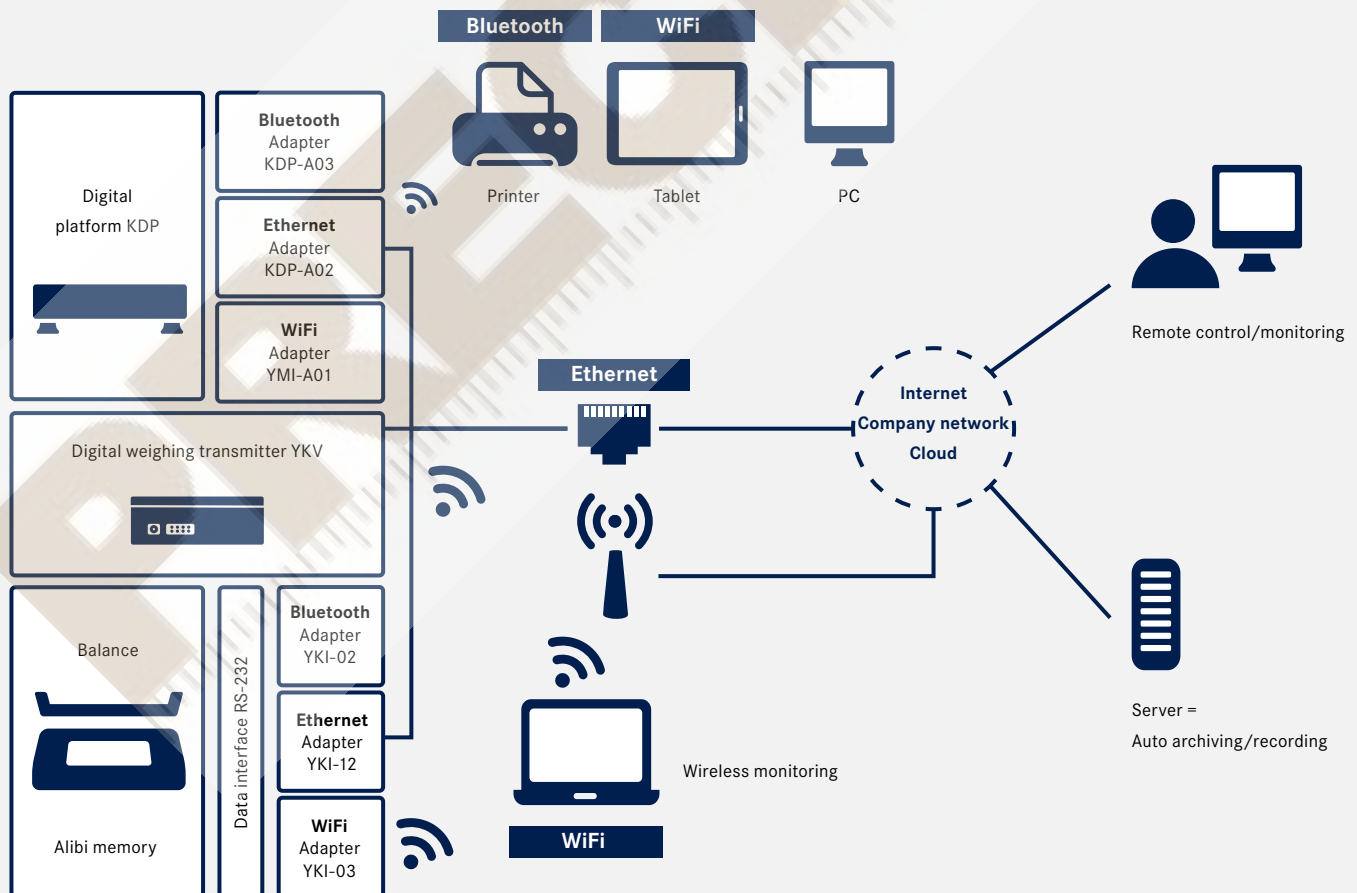 Bluetooth
WiFi
Printer
Tablet
PC
Digital
platform KDP
Bluetooth
Adapter
KDP-A03
Ethernet
Adapter
KDP-A02
WiFi
Adapter
YMI-A01
Digital weighing transmitter YKV
Balance
Alibi memory
Data interface RS-232
Bluetooth
Adapter
YKI-02
Ethernet
Adapter
YKI-12
WiFi
Adapter
YKI-03
Ethernet
Wireless monitoring
WiFi
Internet
Company network
Cloud
Remote control/monitoring
Server =
Auto archiving/recording